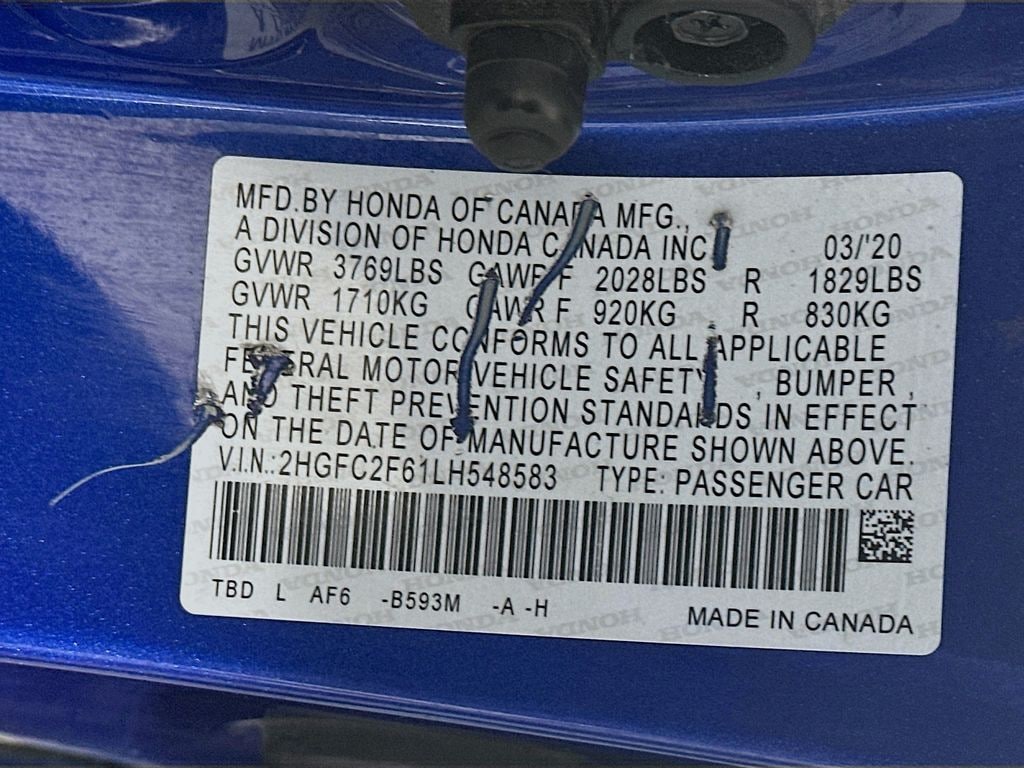 MFD.BY HONDA OF CANADA MFG.,
A DIVISION OF HONDA CANADA INC. 03/'20
GVWR 3769LBS GAWR F 2028LBS R 1829LBS
GVWR 1710KG GAWR F 920KG R 830KG
THIS VEHICLE CONFORMS TO ALL APPLICABLE
FEDERAL MOTOR VEHICLE SAFETY , BUMPER ,
AND THEFT PREVENTION STANDARDS IN EFFECT
ON THE DATE OF MANUFACTURE SHOWN ABOVE.
V.I.N.:2HGFC2F61LH548583 TYPE: PASSENGER CAR
TBD L AF6 -B593M -A -H
MADE IN CANADA